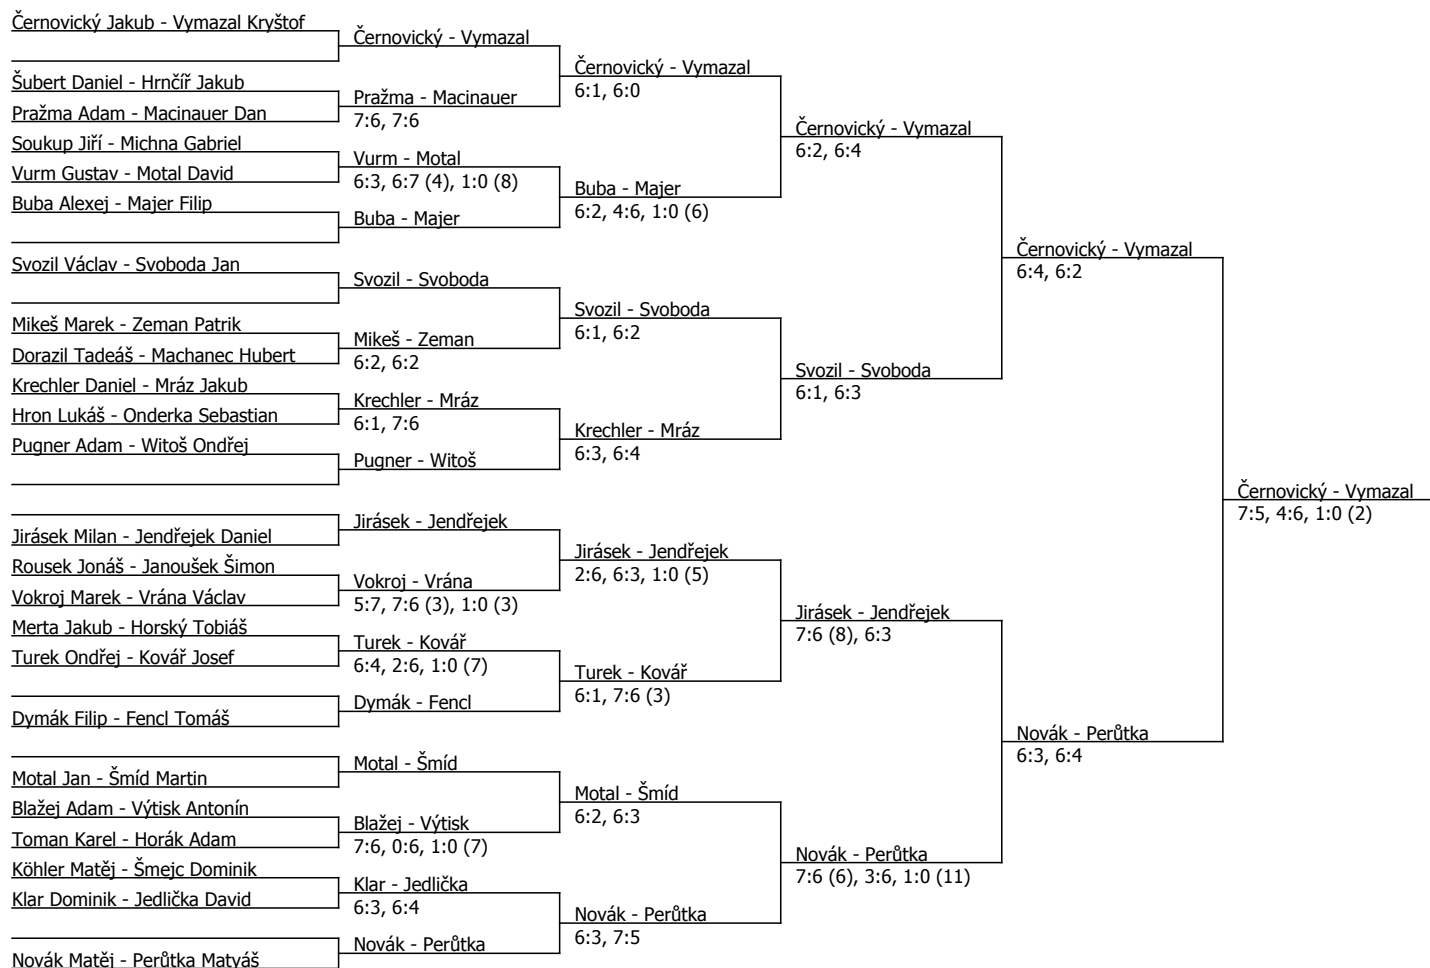 Černovický Jakub - Vymazal Kryštof
Šubert Daniel - Hrnčíř Jakub
Pražma Adam - Macinauer Dan
Soukup Jiří - Michna Gabriel
Vurm Gustav - Motal David
Buba Alexej - Majer Filip
Svozil Václav - Svoboda Jan
Mikeš Marek - Zeman Patrik
Dorazil Tadeáš - Machanec Hubert
Krechler Daniel - Mráz Jakub
Hron Lukáš - Onderka Sebastian
Pugner Adam - Witoš Ondřej
Jirásek Milan - Jendřejek Daniel
Rousek Jonáš - Janoušek Šimon
Vokroj Marek - Vrána Václav
Merta Jakub - Horský Tobiáš
Turek Ondřej - Kovář Josef
Dymák Filip - Fencl Tomáš
Motal Jan - Šmíd Martin
Blažej Adam - Výtisk Antonín
Toman Karel - Horák Adam
Köhler Matěj - Šmejc Dominik
Klar Dominik - Jedlička David
Novák Matěj - Perůtka Matyáš
Černovický - Vymazal
Pražma - Macinauer
7:6, 7:6
Vurm - Motal
6:3, 6:7 (4), 1:0 (8)
Buba - Majer
Svozil - Svoboda
Mikeš - Zeman
6:2, 6:2
Krechler - Mráz
6:1, 7:6
Pugner - Witoš
Jirásek - Jendřejek
Vokroj - Vrána
5:7, 7:6 (3), 1:0 (3)
Turek - Kovář
6:4, 2:6, 1:0 (7)
Dymák - Fencl
Motal - Šmíd
Blažej - Výtisk
7:6, 0:6, 1:0 (7)
Klar - Jedlička
6:3, 6:4
Novák - Perůtka
Černovický - Vymazal
6:1, 6:0
Buba - Majer
6:2, 4:6, 1:0 (6)
Svozil - Svoboda
6:1, 6:2
Krechler - Mráz
6:3, 6:4
Jirásek - Jendřejek
2:6, 6:3, 1:0 (5)
Turek - Kovář
6:1, 7:6 (3)
Motal - Šmíd
6:2, 6:3
Novák - Perůtka
6:3, 7:5
Černovický - Vymazal
6:2, 6:4
Svozil - Svoboda
6:1, 6:3
Jirásek - Jendřejek
7:6 (8), 6:3
Novák - Perůtka
7:6 (6), 3:6, 1:0 (11)
Černovický - Vymazal
6:4, 6:2
Novák - Perůtka
6:3, 6:4
Černovický - Vymazal
7:5, 4:6, 1:0 (2)